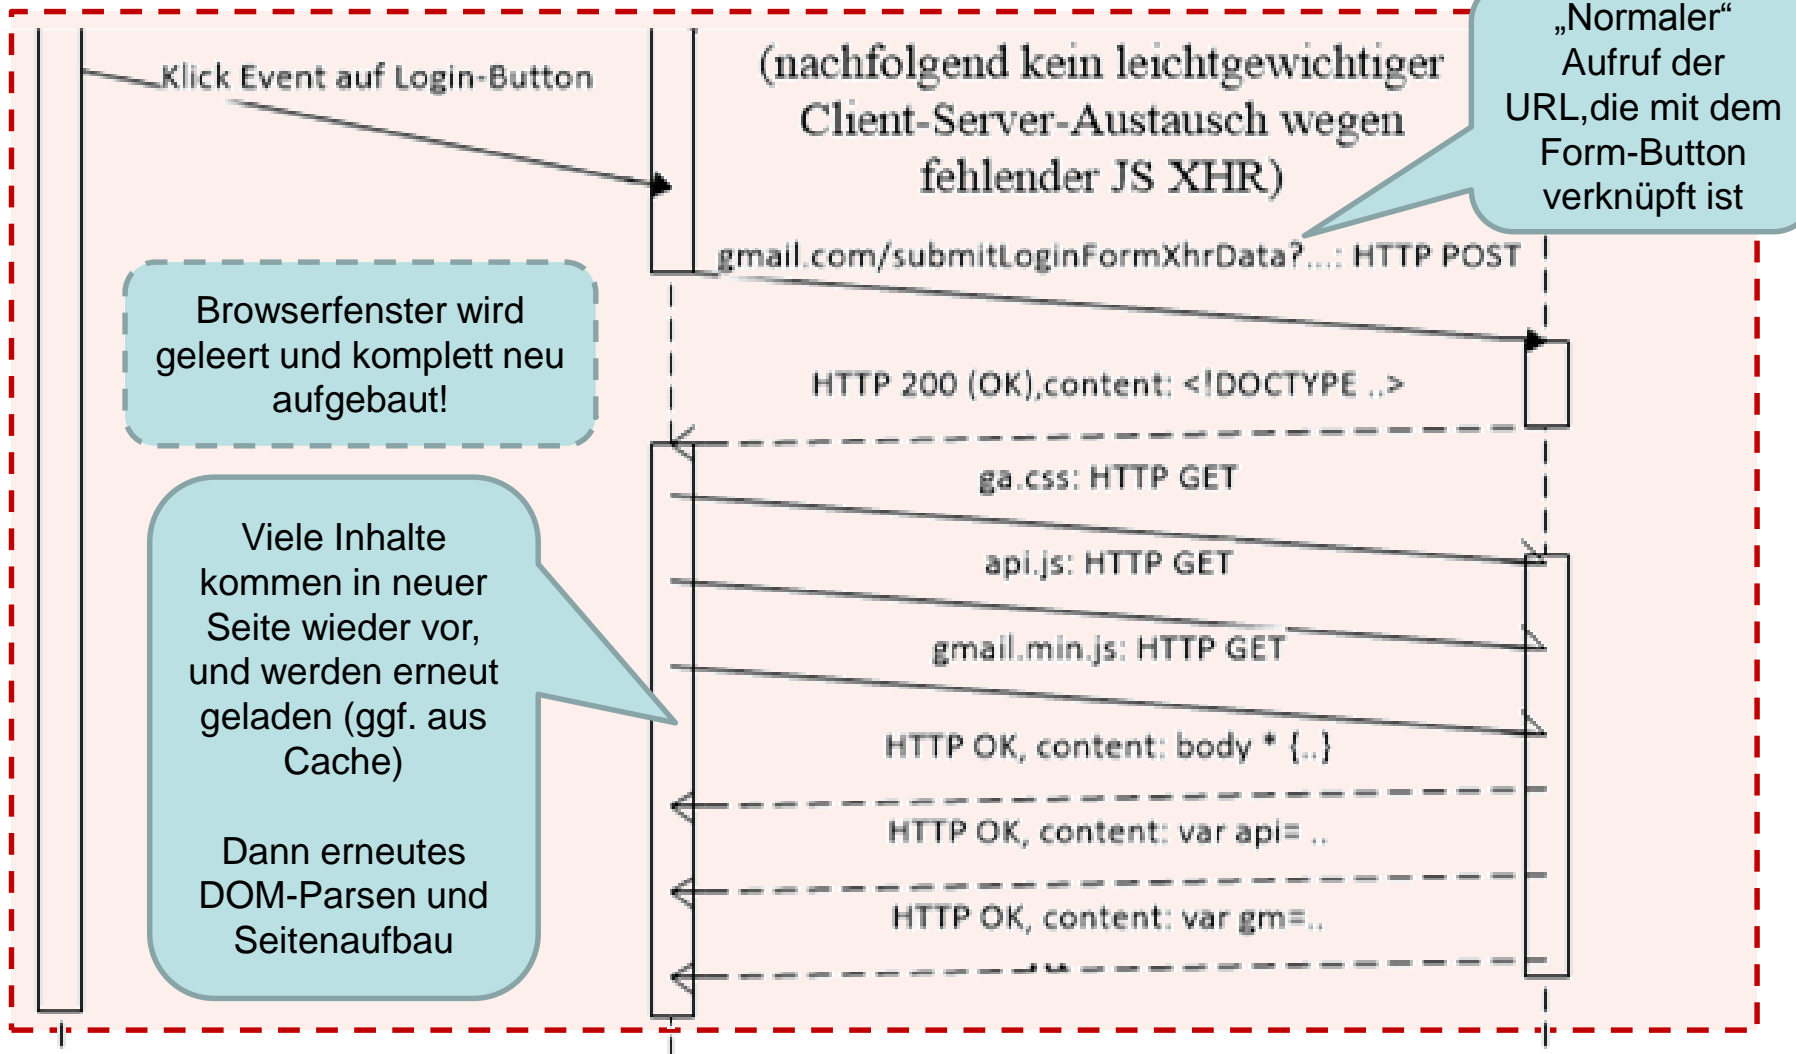 „Normaler“
Aufruf der
URL,die mit dem
Form-Button
verknüpft ist
Klick Event auf Login-Button
(nachfolgend kein leichtgewichtiger
Client-Server-Austausch wegen
fehlender JS XHR)
gmail.com/submitLoginFormXhrData?...: HTTP POST
Browserfenster wird
geleert und komplett neu
aufgebaut!
HTTP 200 (OK),content: <!DOCTYPE ..>
ga.css: HTTP GET
Viele Inhalte
kommen in neuer
Seite wieder vor,
und werden erneut
geladen (ggf. aus
Cache)
Dann erneutes
DOM-Parsen und
Seitenaufbau
api.js: HTTP GET
gmail.min.js: HTTP GET
HTTP OK, content: body * {..}
HTTP OK, content: var api= ..
HTTP OK, content: var gm=..